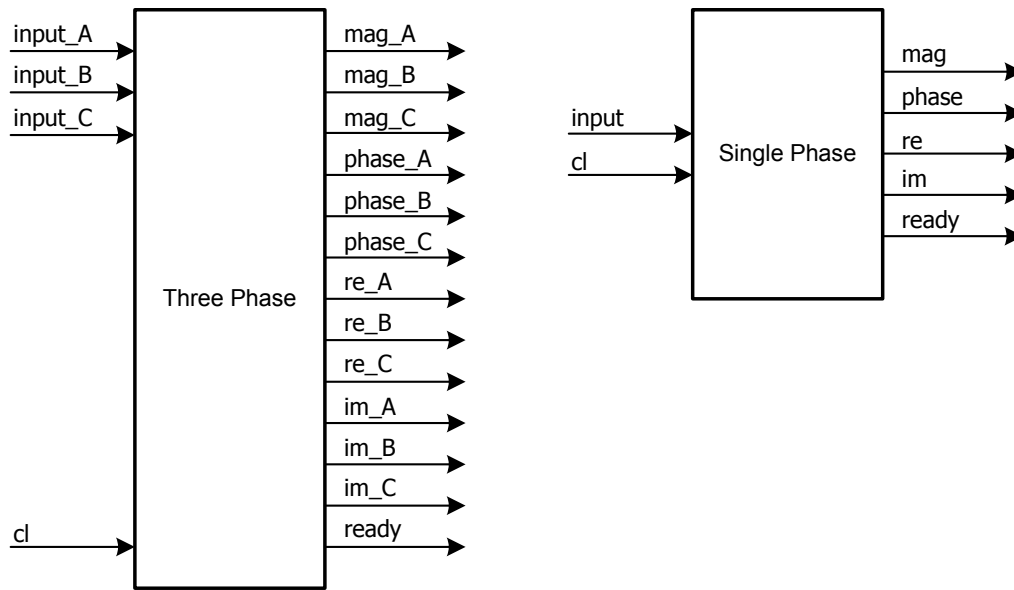 input_A
input_B
input_C
cl
Three Phase
mag_A
mag_B
mag_C
phase_A
phase_B
phase_C
re_A
re_B
re_C
im_A
im_B
im_C
ready
input
cl
Single Phase
mag
phase
re
im
ready